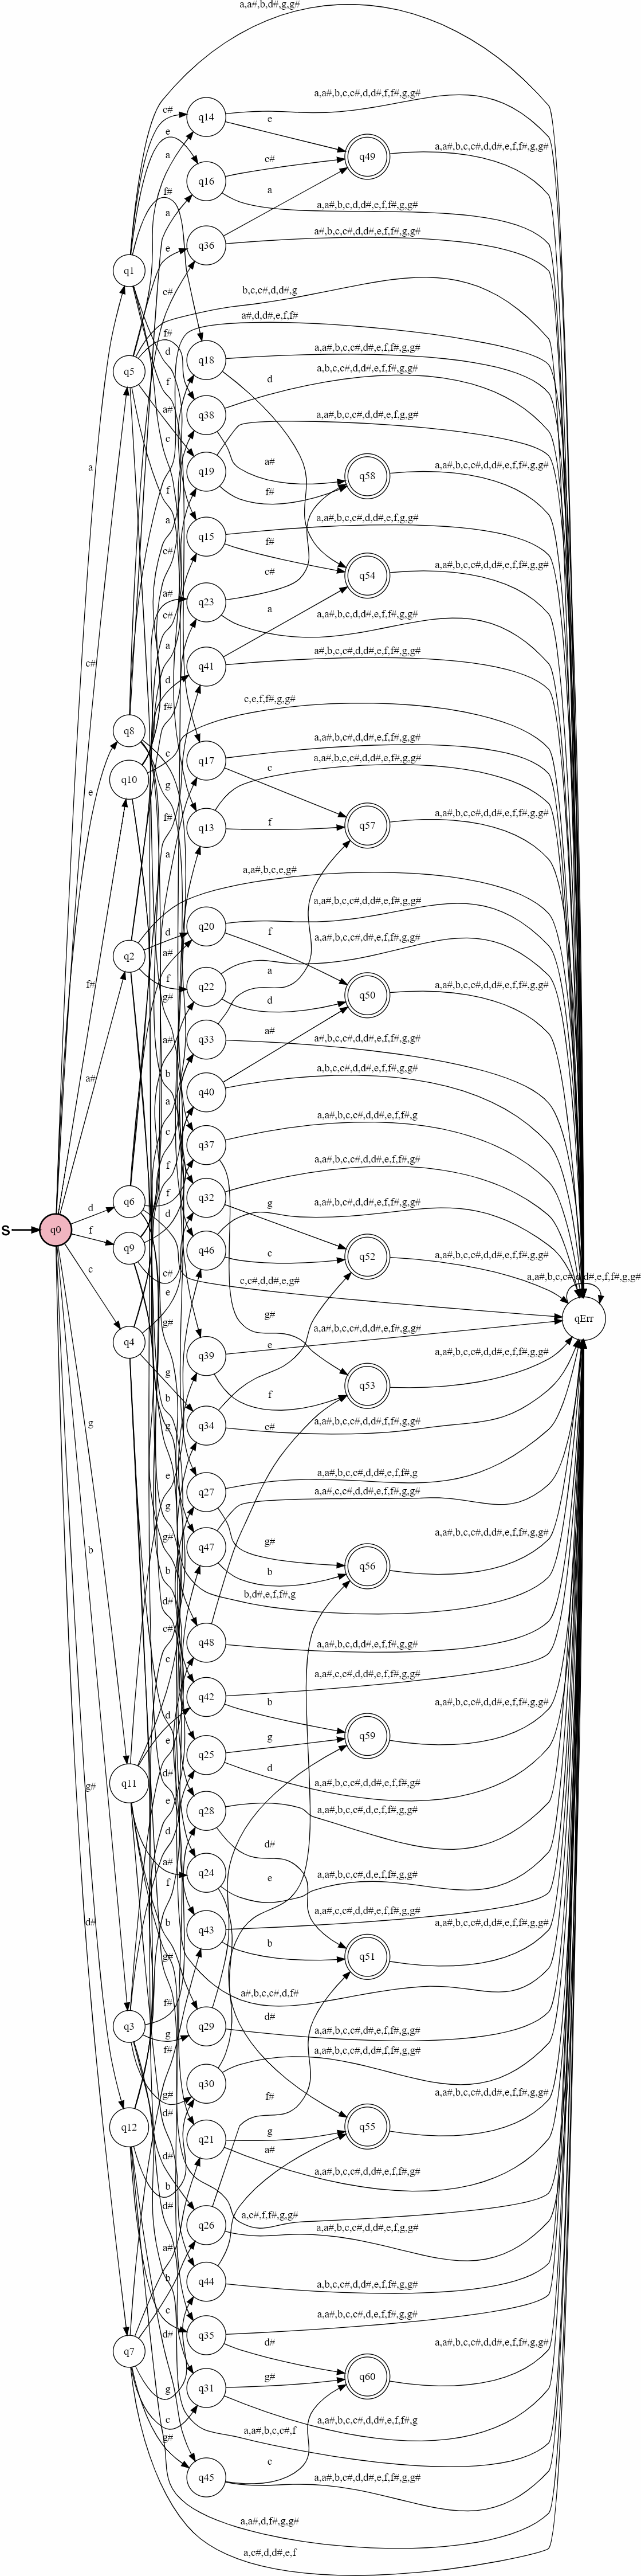 a,a#,b,d#,g,g#
c#
q14
a,a#,b,c,c#,d,d#,f,f#,g,g#
e
e
a
q49
a,a#,b,c,c#,d,d#,e,f,f#,g,g#
q16
c#
a
f#
a,a#,b,c,d,d#,e,f,f#,g,g#
a
e
q36
a#,b,c,c#,d,d#,e,f,f#,g,g#
q1
c#
b,c,c#,d,d#,g
a#,d,d#,e,f,f#
f#
d
q18
a,a#,b,c,c#,d#,e,f,f#,g,g#
q5
f
d
a,b,c,c#,d,d#,e,f,f#,g,g#
a#
q38
a,a#,b,c,c#,d,d#,e,f,g,g#
c
a
a#
q19
q58
a,a#,b,c,c#,d,d#,e,f,f#,g,g#
f
f#
a
a,a#,b,c,c#,d,d#,e,f,g,g#
q15
f#
c#
q54
a,a#,b,c,c#,d,d#,e,f,f#,g,g#
c#
a#
q23
a,a#,b,c,d,d#,e,f,f#,g,g#
c#
a
a
c#
q41
a#,b,c,c#,d,d#,e,f,f#,g,g#
d
c,e,f,f#,g,g#
f#
q8
c
q17
a,a#,b,c#,d,d#,e,f,f#,g,g#
a,a#,b,c,c#,d,d#,e,f#,g,g#
c
q10
g
e
q13
f
q57
a,a#,b,c,c#,d,d#,e,f,f#,g,g#
f#
a
a,a#,b,c,e,g#
a,a#,b,c,c#,d,d#,e,f#,g,g#
d
q20
f
a,a#,b,c,c#,d#,e,f,f#,g,g#
q2
a#
f
a
f#
q22
d
q50
a,a#,b,c,c#,d,d#,e,f,f#,g,g#
g#
a#
a#
q33
a#,b,c,c#,d,d#,e,f,f#,g,g#
a#
b
a,b,c,c#,d,d#,e,f,f#,g,g#
a
q40
c
q37
a,a#,b,c,c#,d,d#,e,f,f#,g
a,a#,b,c,d,d#,e,f,f#,g#
f
q32
g
d
q6
d
a,a#,b,c#,d,d#,e,f,f#,g,g#
S
q0
f
q9
q46
c
q52
a,a#,b,c,c#,d,d#,e,f,f#,g,g#
a,a#,b,c,c#,d,d#,e,f,f#,g,g#
c
c#
c,c#,d,d#,e,g#
e
g#
qErr
q4
g#
a,a#,b,c,c#,d,d#,e,f#,g,g#
e
q39
f
g
b
q53
a,a#,b,c,c#,d,d#,e,f,f#,g,g#
g
g
q34
c#
a,a#,b,c,c#,d,d#,f,f#,g,g#
e
q27
a,a#,b,c,c#,d,d#,e,f,f#,g
a,a#,c,c#,d,d#,e,f,f#,g,g#
g
b
g#
q47
g#
a,a#,b,c,c#,d,d#,e,f,f#,g,g#
b
q56
b
b,d#,e,f,f#,g
d#
c#
q48
a,a#,b,c,d,d#,e,f,f#,g,g#
c
a,a#,c,c#,d,d#,e,f,f#,g,g#
q42
b
a,a#,b,c,c#,d,d#,e,f,f#,g,g#
d
q59
e
q25
g
d
d#
q11
a,a#,b,c,c#,d,d#,e,f,f#,g#
g#
e
q28
a,a#,b,c,c#,d,e,f,f#,g,g#
d
d#
a#
q24
e
a,a#,b,c,c#,d,e,f,f#,g,g#
f
d#
b
q43
a,a#,c,c#,d,d#,e,f,f#,g,g#
a,a#,b,c,c#,d,d#,e,f,f#,g,g#
b
q51
g#
a#,b,c,c#,d,f#
f#
q3
q29
d#
a,a#,b,c,c#,d#,e,f,f#,g,g#
g
f#
a,a#,b,c,c#,d,d#,f,f#,g,g#
q30
g#
f#
a,a#,b,c,c#,d,d#,e,f,f#,g,g#
d#
q12
q21
g
q55
a#
d#
a,a#,b,c,c#,d,d#,e,f,f#,g#
b
d#
a,c#,f,f#,g,g#
q26
a,a#,b,c,c#,d,d#,e,f,g,g#
a#
b
q44
a,b,c,c#,d,d#,e,f,f#,g,g#
c
q35
a,a#,b,c,c#,d,e,f,f#,g,g#
d#
d#
a,a#,b,c,c#,d,d#,e,f,f#,g,g#
q7
a,a#,b,c,c#,f
q60
g
q31
g#
c
a,a#,b,c,c#,d,d#,e,f,f#,g
g#
c
q45
a,a#,b,c#,d,d#,e,f,f#,g,g#
a,a#,d,f#,g,g#
a,c#,d,d#,e,f